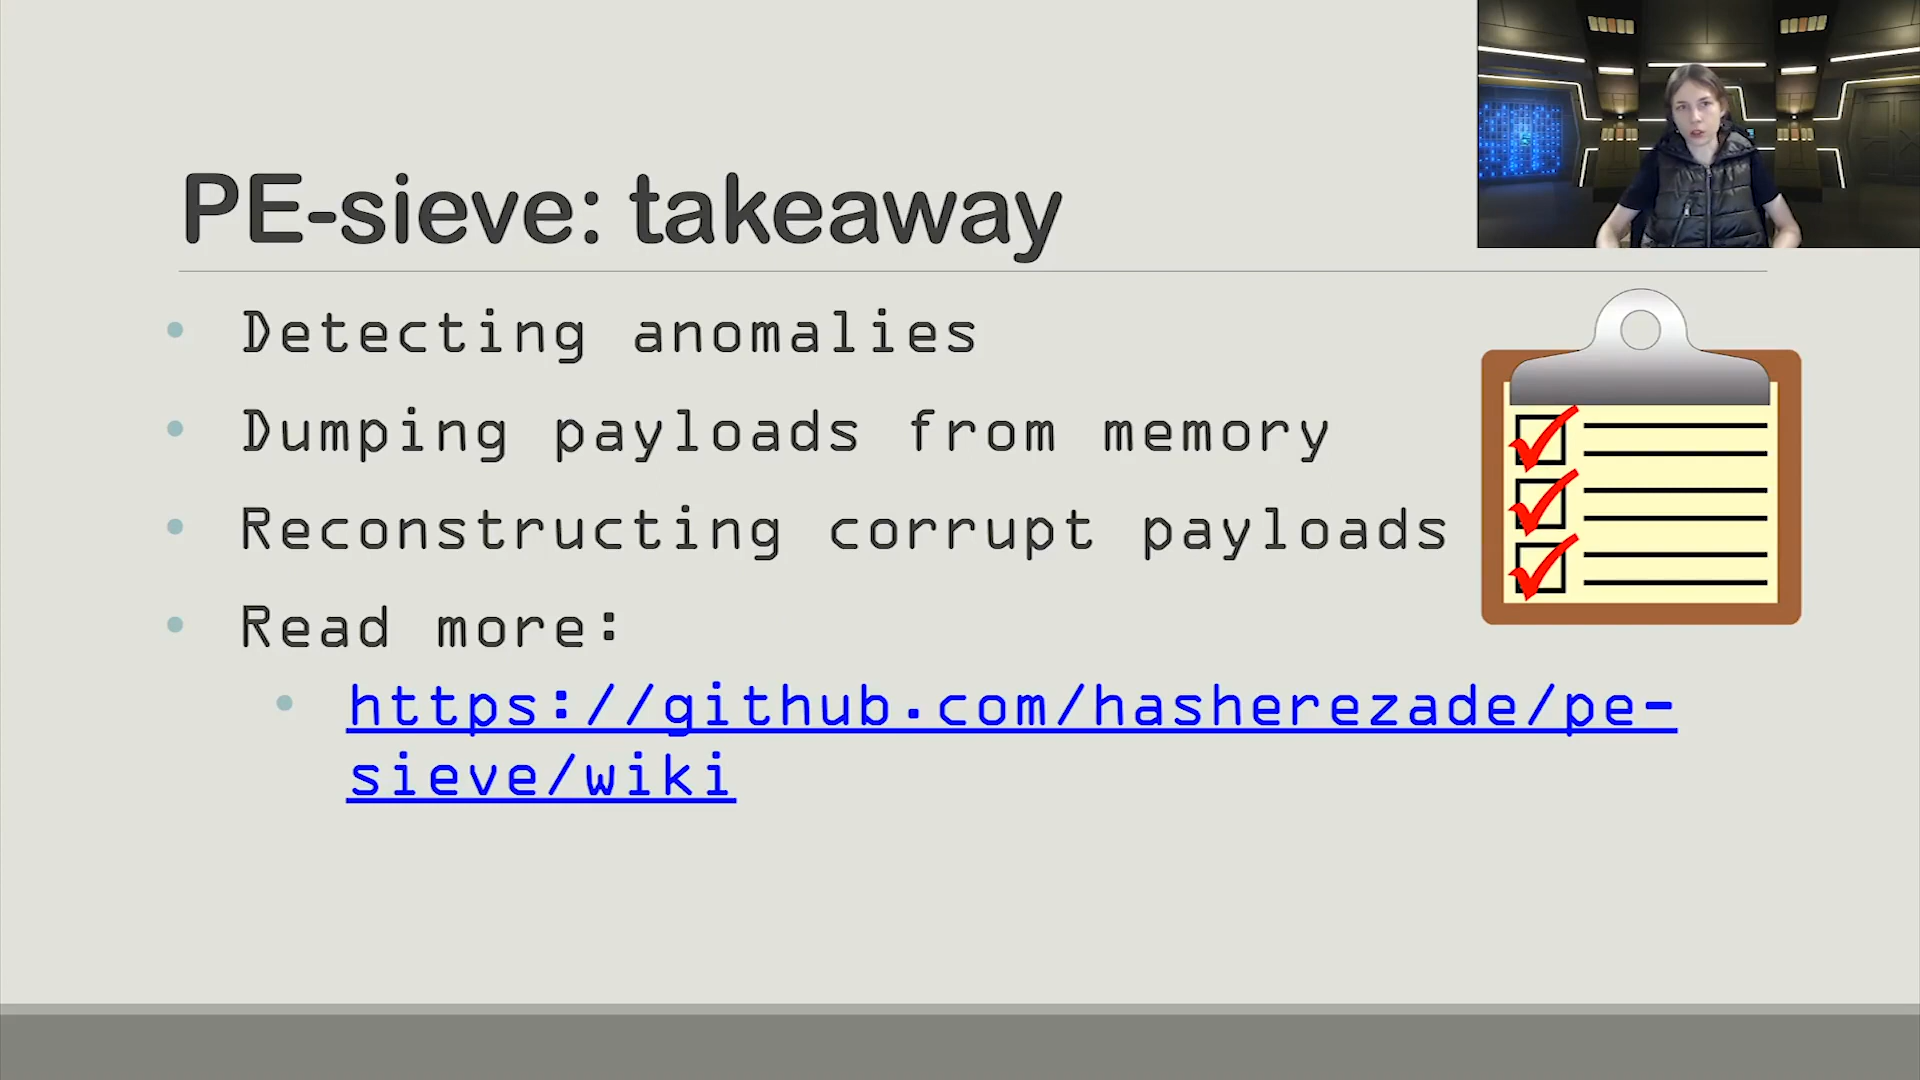 PE-sieve: takeaway
• Detecting anomalies
• Dumping payloads from memory
• Reconstructing corrupt payloads
• Read more:
• https://github.com/hasherezade/pe-
sieve/wiki